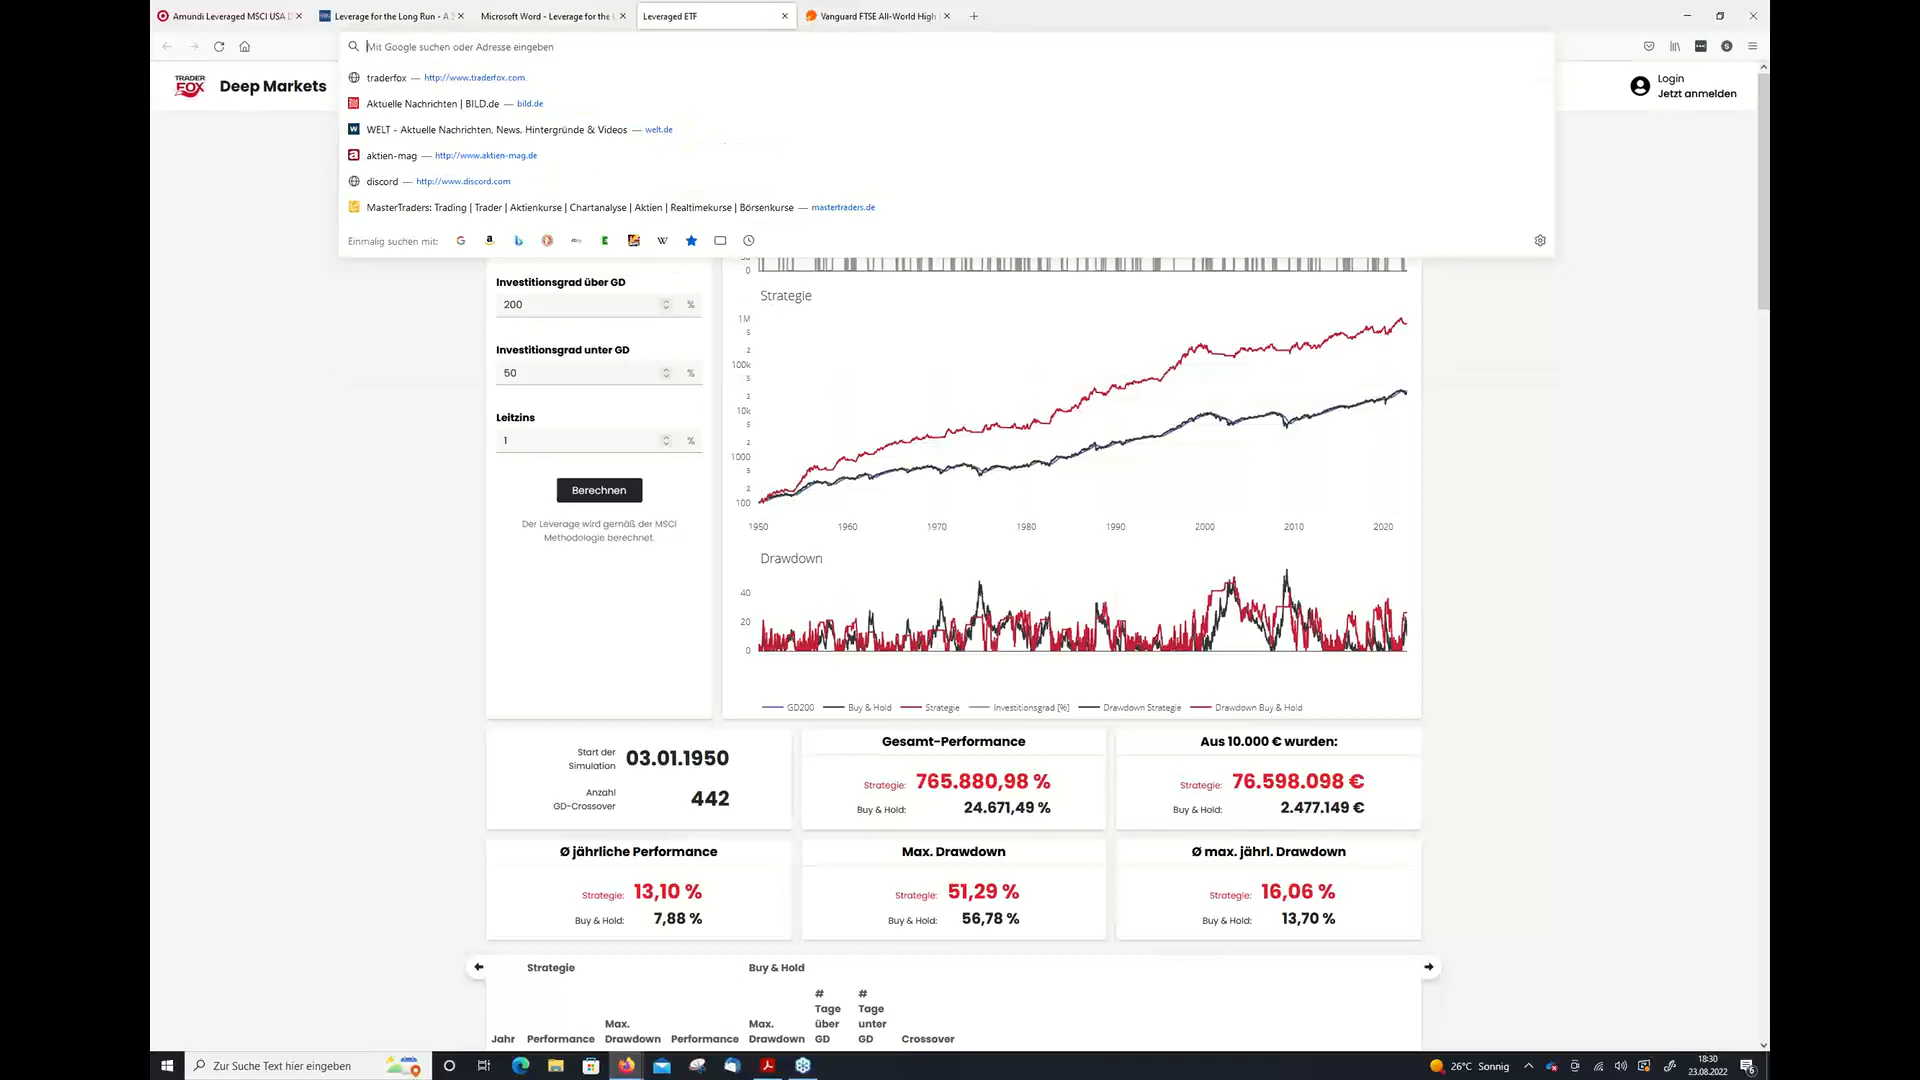 Amundi Leveraged MSCI USA D
Leverage for the Long Run - A S
Microsoft Word - Leverage for the L
Leveraged ETF
Vanguard FTSE All-World High
Mit Google suchen oder Adresse eingeben
traderfox — http://www.traderfox.com
Aktuelle Nachrichten | BILD.de — bild.de
WELT - Aktuelle Nachrichten, News, Hintergründe & Videos — welt.de
aktien-mag — http://www.aktien-mag.de
discord — http://www.discord.com
MasterTraders: Trading | Trader | Aktienkurse | Chartanalyse | Aktien | Realtimekurse | Börsenkurse — mastertraders.de
Einmalig suchen mit:
TRADER
FOX
Deep Markets
Login
Jetzt anmelden
Investitionsgrad über GD
200 %
Investitionsgrad unter GD
50 %
Leitzins
1 %
Berechnen
Der Leverage wird gemäß der MSCI
Methodologie berechnet.
0
Strategie
1M
5
2
100k
5
2
10k
5
2
1000
5
2
100
1950 1960 1970 1980 1990 2000 2010 2020
Drawdown
40
20
0
GD200 Buy & Hold Strategie Investitionsgrad [%] Drawdown Strategie Drawdown Buy & Hold
Start der
Simulation 03.01.1950
Anzahl
GD-Crossover 442
Gesamt-Performance
Strategie: 765.880,98 %
Buy & Hold: 24.671,49 %
Aus 10.000 € wurden:
Strategie: 76.598.098 €
Buy & Hold: 2.477.149 €
Ø jährliche Performance
Strategie: 13,10 %
Buy & Hold: 7,88 %
Max. Drawdown
Strategie: 51,29 %
Buy & Hold: 56,78 %
Ø max. jährl. Drawdown
Strategie: 16,06 %
Buy & Hold: 13,70 %
Strategie Buy & Hold
Jahr Performance Max. Drawdown Performance Max. Drawdown # Tage über GD # Tage unter GD Crossover
Zur Suche Text hier eingeben
26°C Sonnig
18:30
23.08.2022